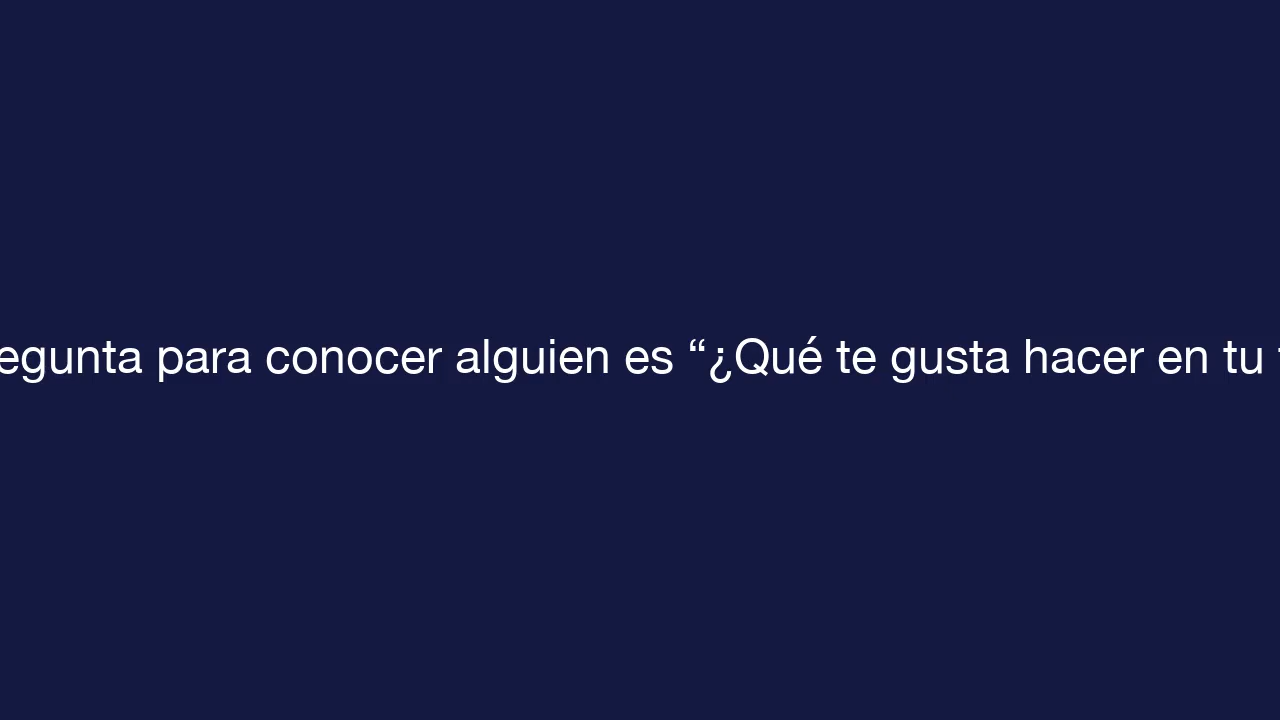 egunta para conocer alguien es “¿Qué te gusta hacer en tu